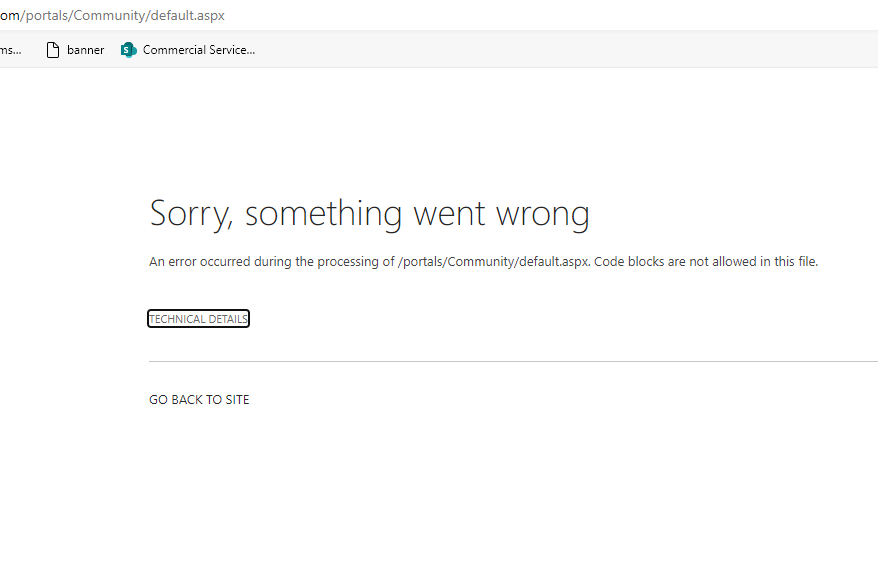 om/portals/Community/default.aspx
ms... banner Commercial Service...
Sorry, something went wrong
An error occurred during the processing of /portals/Community/default.aspx. Code blocks are not allowed in this file.
TECHNICAL DETAILS
GO BACK TO SITE